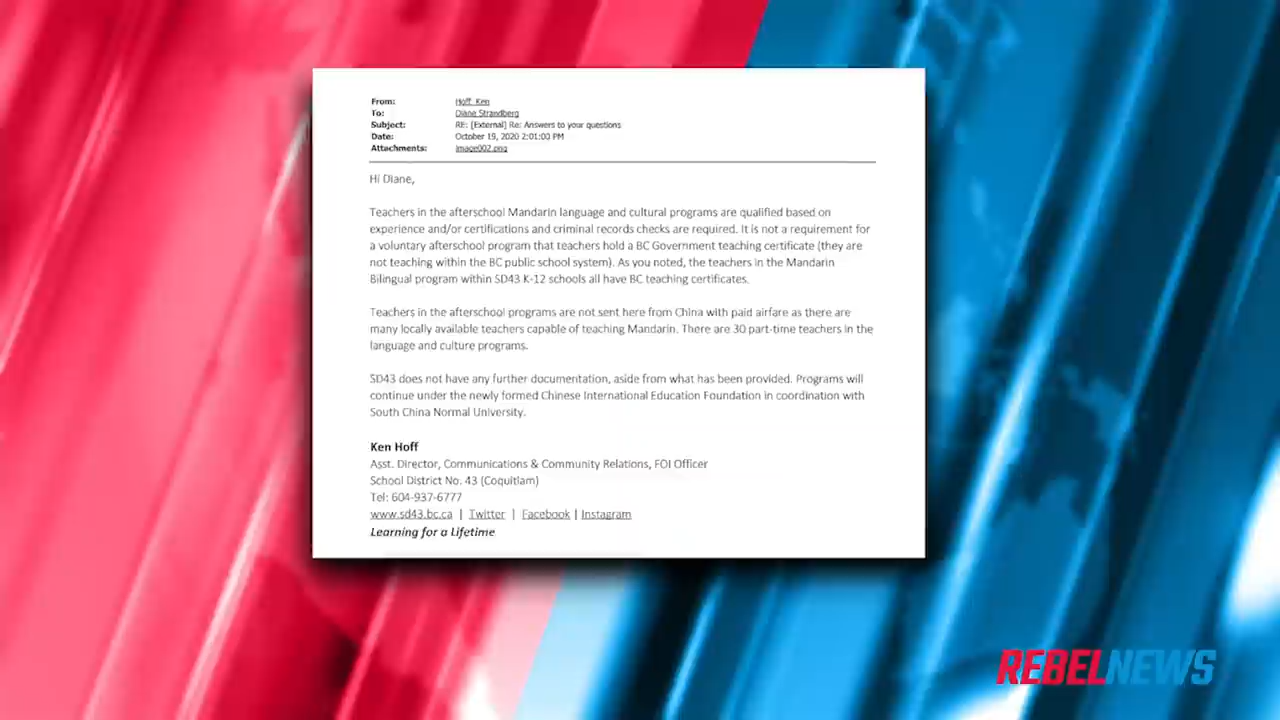 From: Hoff, Ken
To: Diane Strandberg
Subject: RE: [External] Re: Answers to your questions
Date: October 19, 2020 2:01:00 PM
Attachments: image002.png
Hi Diane,
Teachers in the afterschool Mandarin language and cultural programs are qualified based on
experience and/or certifications and criminal records checks are required. It is not a requirement for
a voluntary afterschool program that teachers hold a BC Government teaching certificate (they are
not teaching within the BC public school system). As you noted, the teachers in the Mandarin
Bilingual program within SD43 K-12 schools all have BC teaching certificates.
Teachers in the afterschool programs are not sent here from China with paid airfare as there are
many locally available teachers capable of teaching Mandarin. There are 30 part-time teachers in the
language and culture programs.
SD43 does not have any further documentation, aside from what has been provided. Programs will
continue under the newly formed Chinese International Education Foundation in coordination with
South China Normal University.
Ken Hoff
Asst. Director, Communications & Community Relations, FOI Officer
School District No. 43 (Coquitlam)
Tel: 604-937-6777
www.sd43.bc.ca | Twitter | Facebook | Instagram
Learning for a Lifetime
REBELNEWS